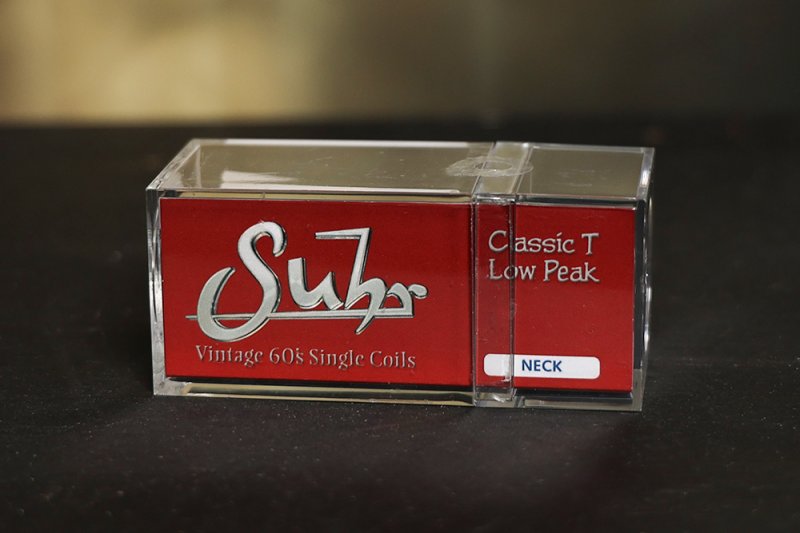 Suhr
Vintage 60's Single Coils
Classic T
Low Peak
NECK